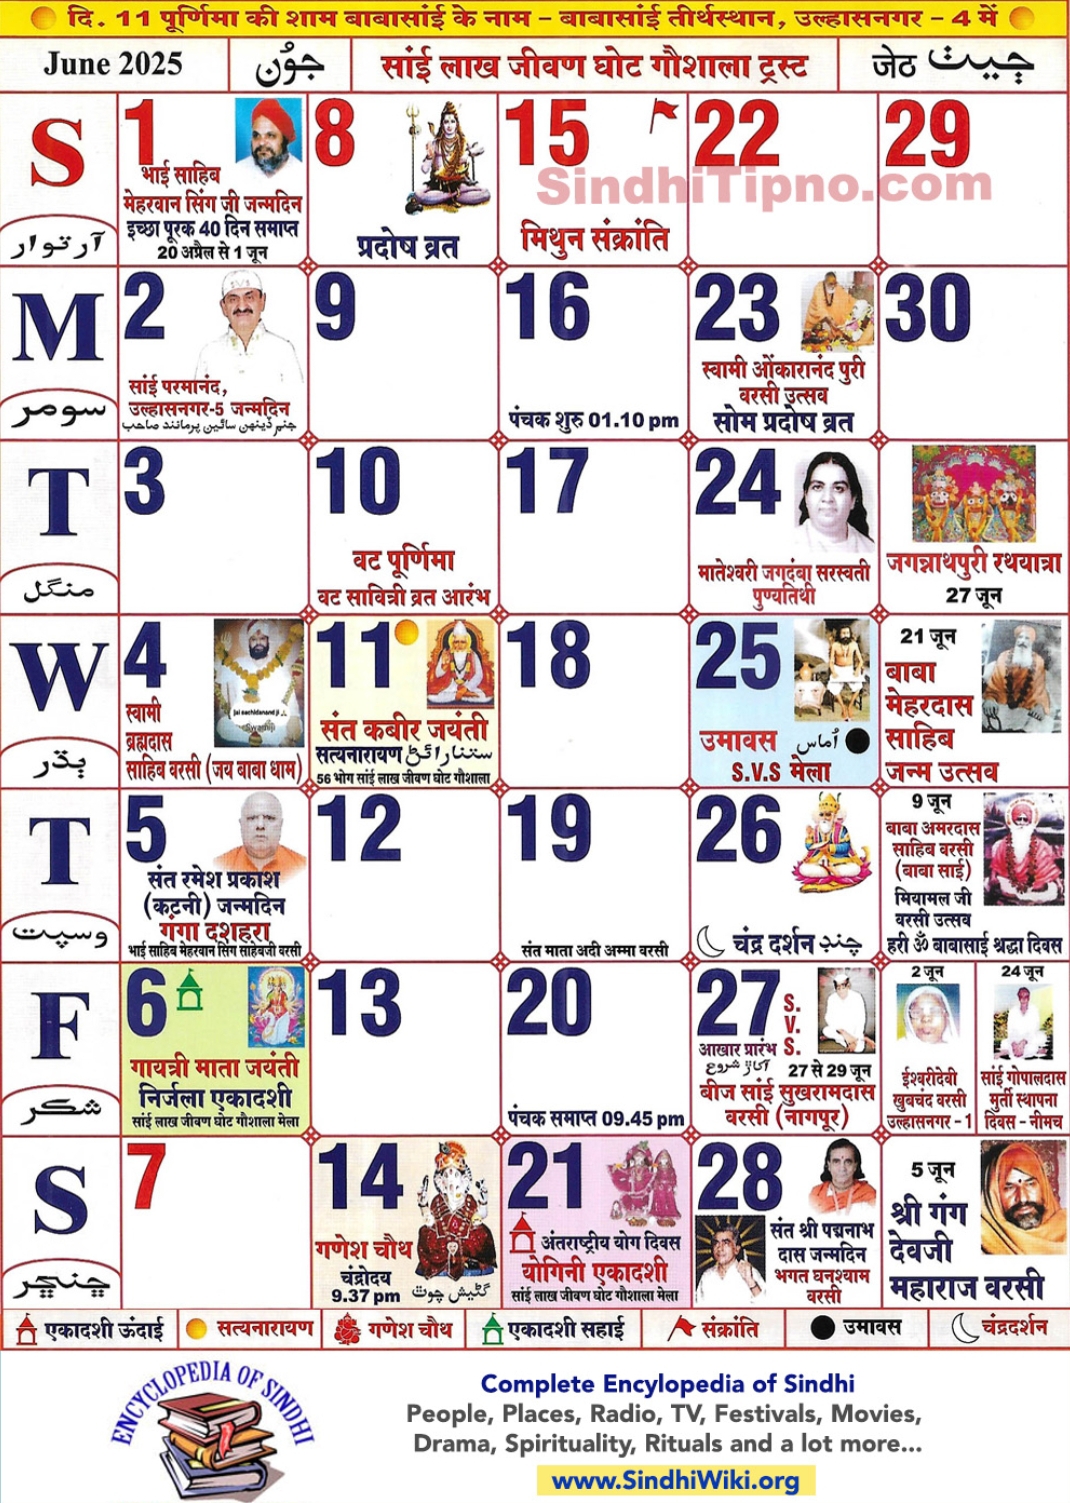 दि. 11 पूर्णिमा की शाम बाबासांई के नाम - बाबासांई तीर्थस्थान, उल्हासनगर - 4 में
June 2025
جوُن
सांई लाख जीवण घोट गौशाला ट्रस्ट
जेठ
S
آرتوار
1
भाई साहिब
मेहरवान सिंग जी जन्मदिन
इच्छा पूरक 40 दिन समाप्त
20 अप्रैल से 1 जून
8
प्रदोष व्रत
15
मिथुन संक्रांति
22
29
SindhiTipno.com
M
سومر
2
सांई परमानंद,
उल्हासनगर-5 जन्मदिन
جنم ڏينهن سائين پرمانند صاحب
9
16
पंचक शुरु 01.10 pm
23
स्वामी ओंकारानंद पुरी
वरसी उत्सव
सोम प्रदोष व्रत
30
T
منگل
3
10
वट पूर्णिमा
वट सावित्री व्रत आरंभ
17
24
मातेश्वरी जगदंबा सरस्वती
पुण्यतिथी
जगन्नाथपुरी रथयात्रा
27 जून
W
ٻڌر
4
स्वामी
ब्रह्मदास
साहिब वरसी (जय बाबा धाम)
jai sachidanand ji
Swamiji
11
संत कबीर जयंती
सत्यनारायण
ستنارائڻ
56 भोग सांई लाख जीवण घोट गौशाला
18
25
उमावस
اُماس
S.V.S मेला
21 जून
बाबा
मेहरदास
साहिब
जन्म उत्सव
T
وسپت
5
संत रमेश प्रकाश
(कटनी) जन्मदिन
गंगा दशहरा
भाई साहिब मेहरवान सिंग साहेबजी वरसी
12
19
संत माता अदी अम्मा वरसी
26
चंद्र दर्शन
چنڊ
9 जून
बाबा अमरदास
साहिब वरसी
(बाबा साई)
मियामल जी
वरसी उत्सव
हरी ॐ बाबासाई श्रद्धा दिवस
F
شڪر
6
गायत्री माता जयंती
निर्जला एकादशी
सांई लाख जीवण घोट गौशाला मेला
13
20
पंचक समाप्त 09.45 pm
27
S.
V.
S.
आखार प्रारंभ
27 से 29 जून
बीज सांई सुखरामदास
वरसी (नागपूर)
2 जून
ईश्वरीदेवी
खुबचंद वरसी
उल्हासनगर - 1
24 जून
सांई गोपालदास
मुर्ती स्थापना
दिवस - नीमच
S
ڇنڇر
7
14
गणेश चौथ
चंद्रोदय
9.37 pm
گڻيش چوٿ
21
अंतराष्ट्रीय योग दिवस
योगिनी एकादशी
सांई लाख जीवण घोट गौशाला मेला
28
संत श्री पद्मनाभ
दास जन्मदिन
भगत घनश्याम
वरसी
5 जून
श्री गंग
देवजी
महाराज वरसी
एकादशी ऊंदाई
सत्यनारायण
गणेश चौथ
एकादशी सहाई
संक्रांति
उमावस
चंद्रदर्शन
ENCYCLOPEDIA OF SINDHI
Complete Encylopedia of Sindhi
People, Places, Radio, TV, Festivals, Movies,
Drama, Spirituality, Rituals and a lot more...
www.SindhiWiki.org